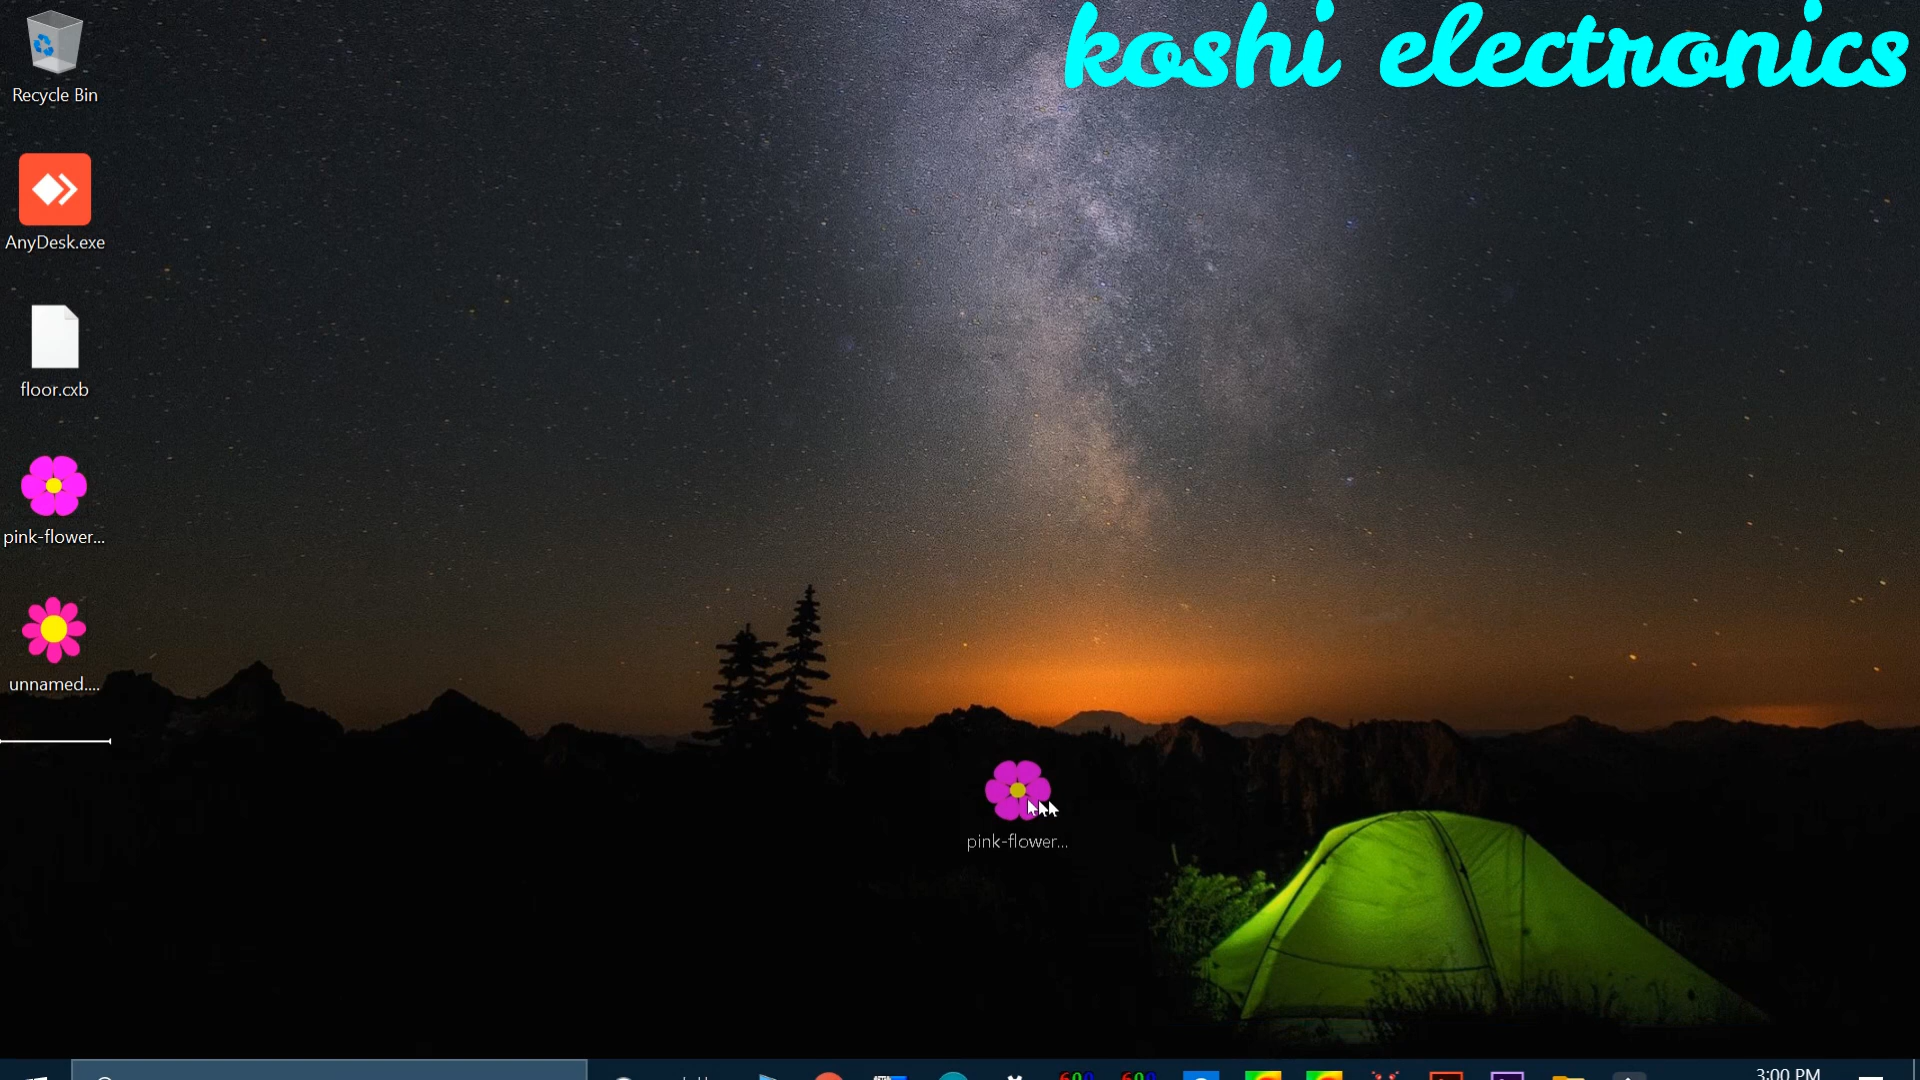 koshi electronics
Recycle Bin
AnyDesk.exe
floor.cxb
pink-flower...
unnamed....
pink-flower...
3:00 PM